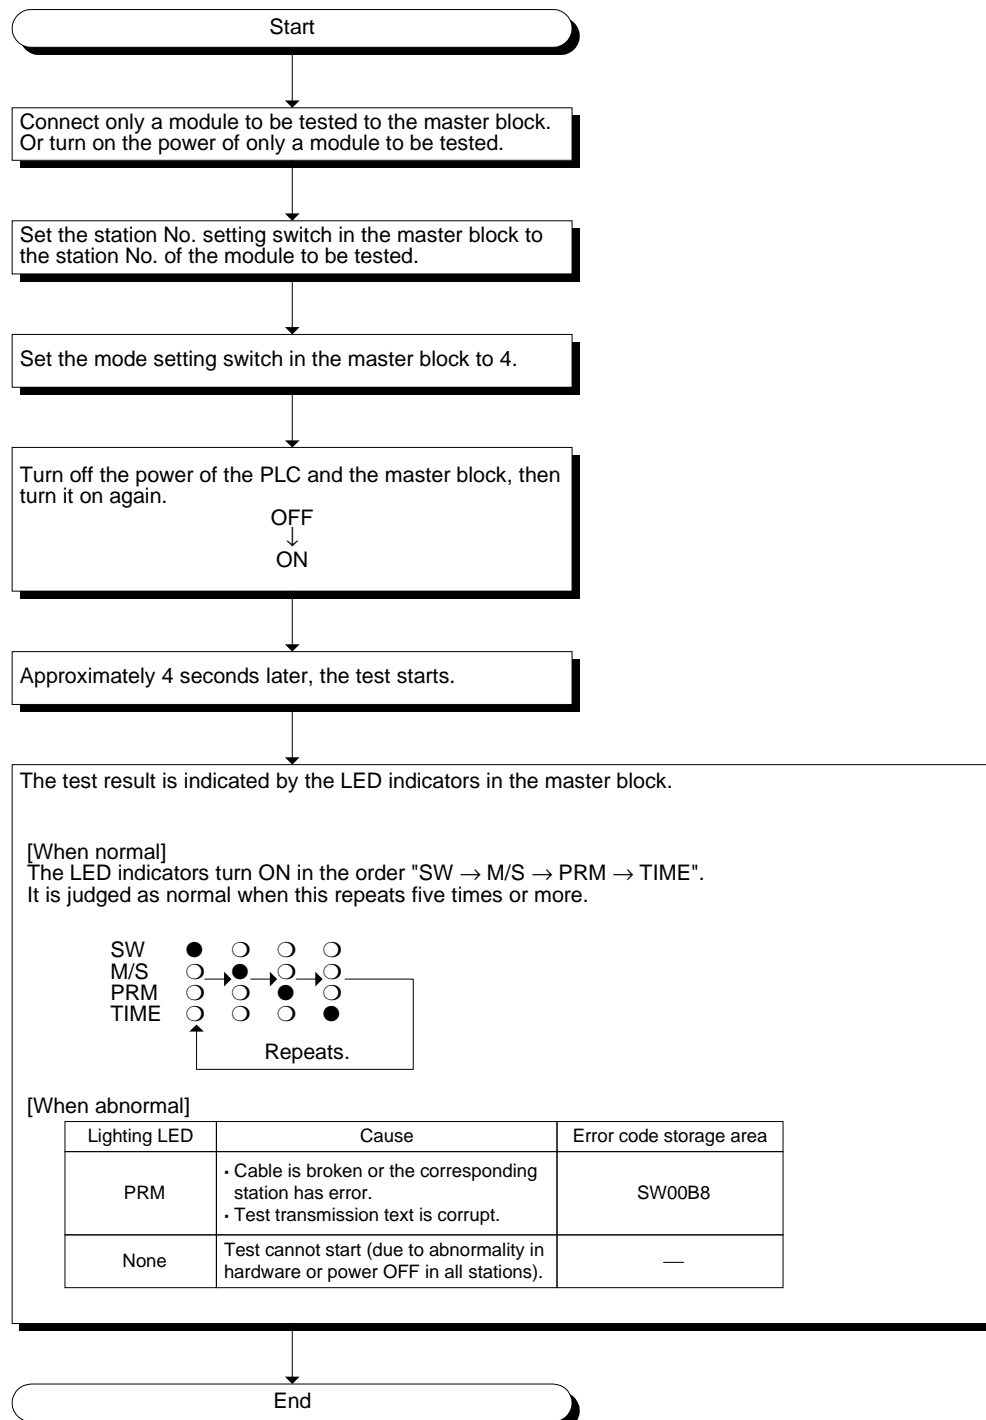 Start
Connect only a module to be tested to the master block.
Or turn on the power of only a module to be tested.
Set the station No. setting switch in the master block to
the station No. of the module to be tested.
Set the mode setting switch in the master block to 4.
Turn off the power of the PLC and the master block, then
turn it on again.
OFF
↓
ON
Approximately 4 seconds later, the test starts.
The test result is indicated by the LED indicators in the master block.
[When normal]
The LED indicators turn ON in the order "SW → M/S → PRM → TIME".
It is judged as normal when this repeats five times or more.
SW
M/S
PRM
TIME
Repeats.
[When abnormal]
Lighting LED Cause Error code storage area
PRM
· Cable is broken or the corresponding
station has error.
· Test transmission text is corrupt.
SW00B8
None
Test cannot start (due to abnormality in
hardware or power OFF in all stations).
—
End